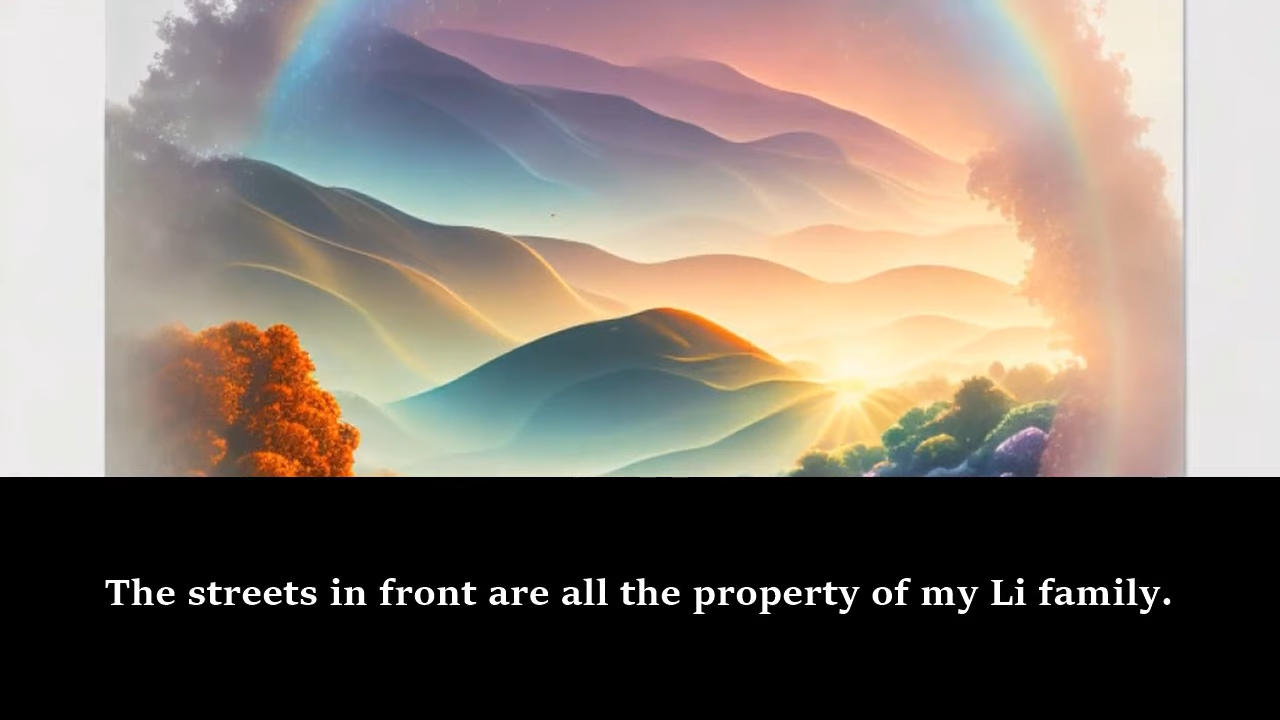 The streets in front are all the property of my Li family.